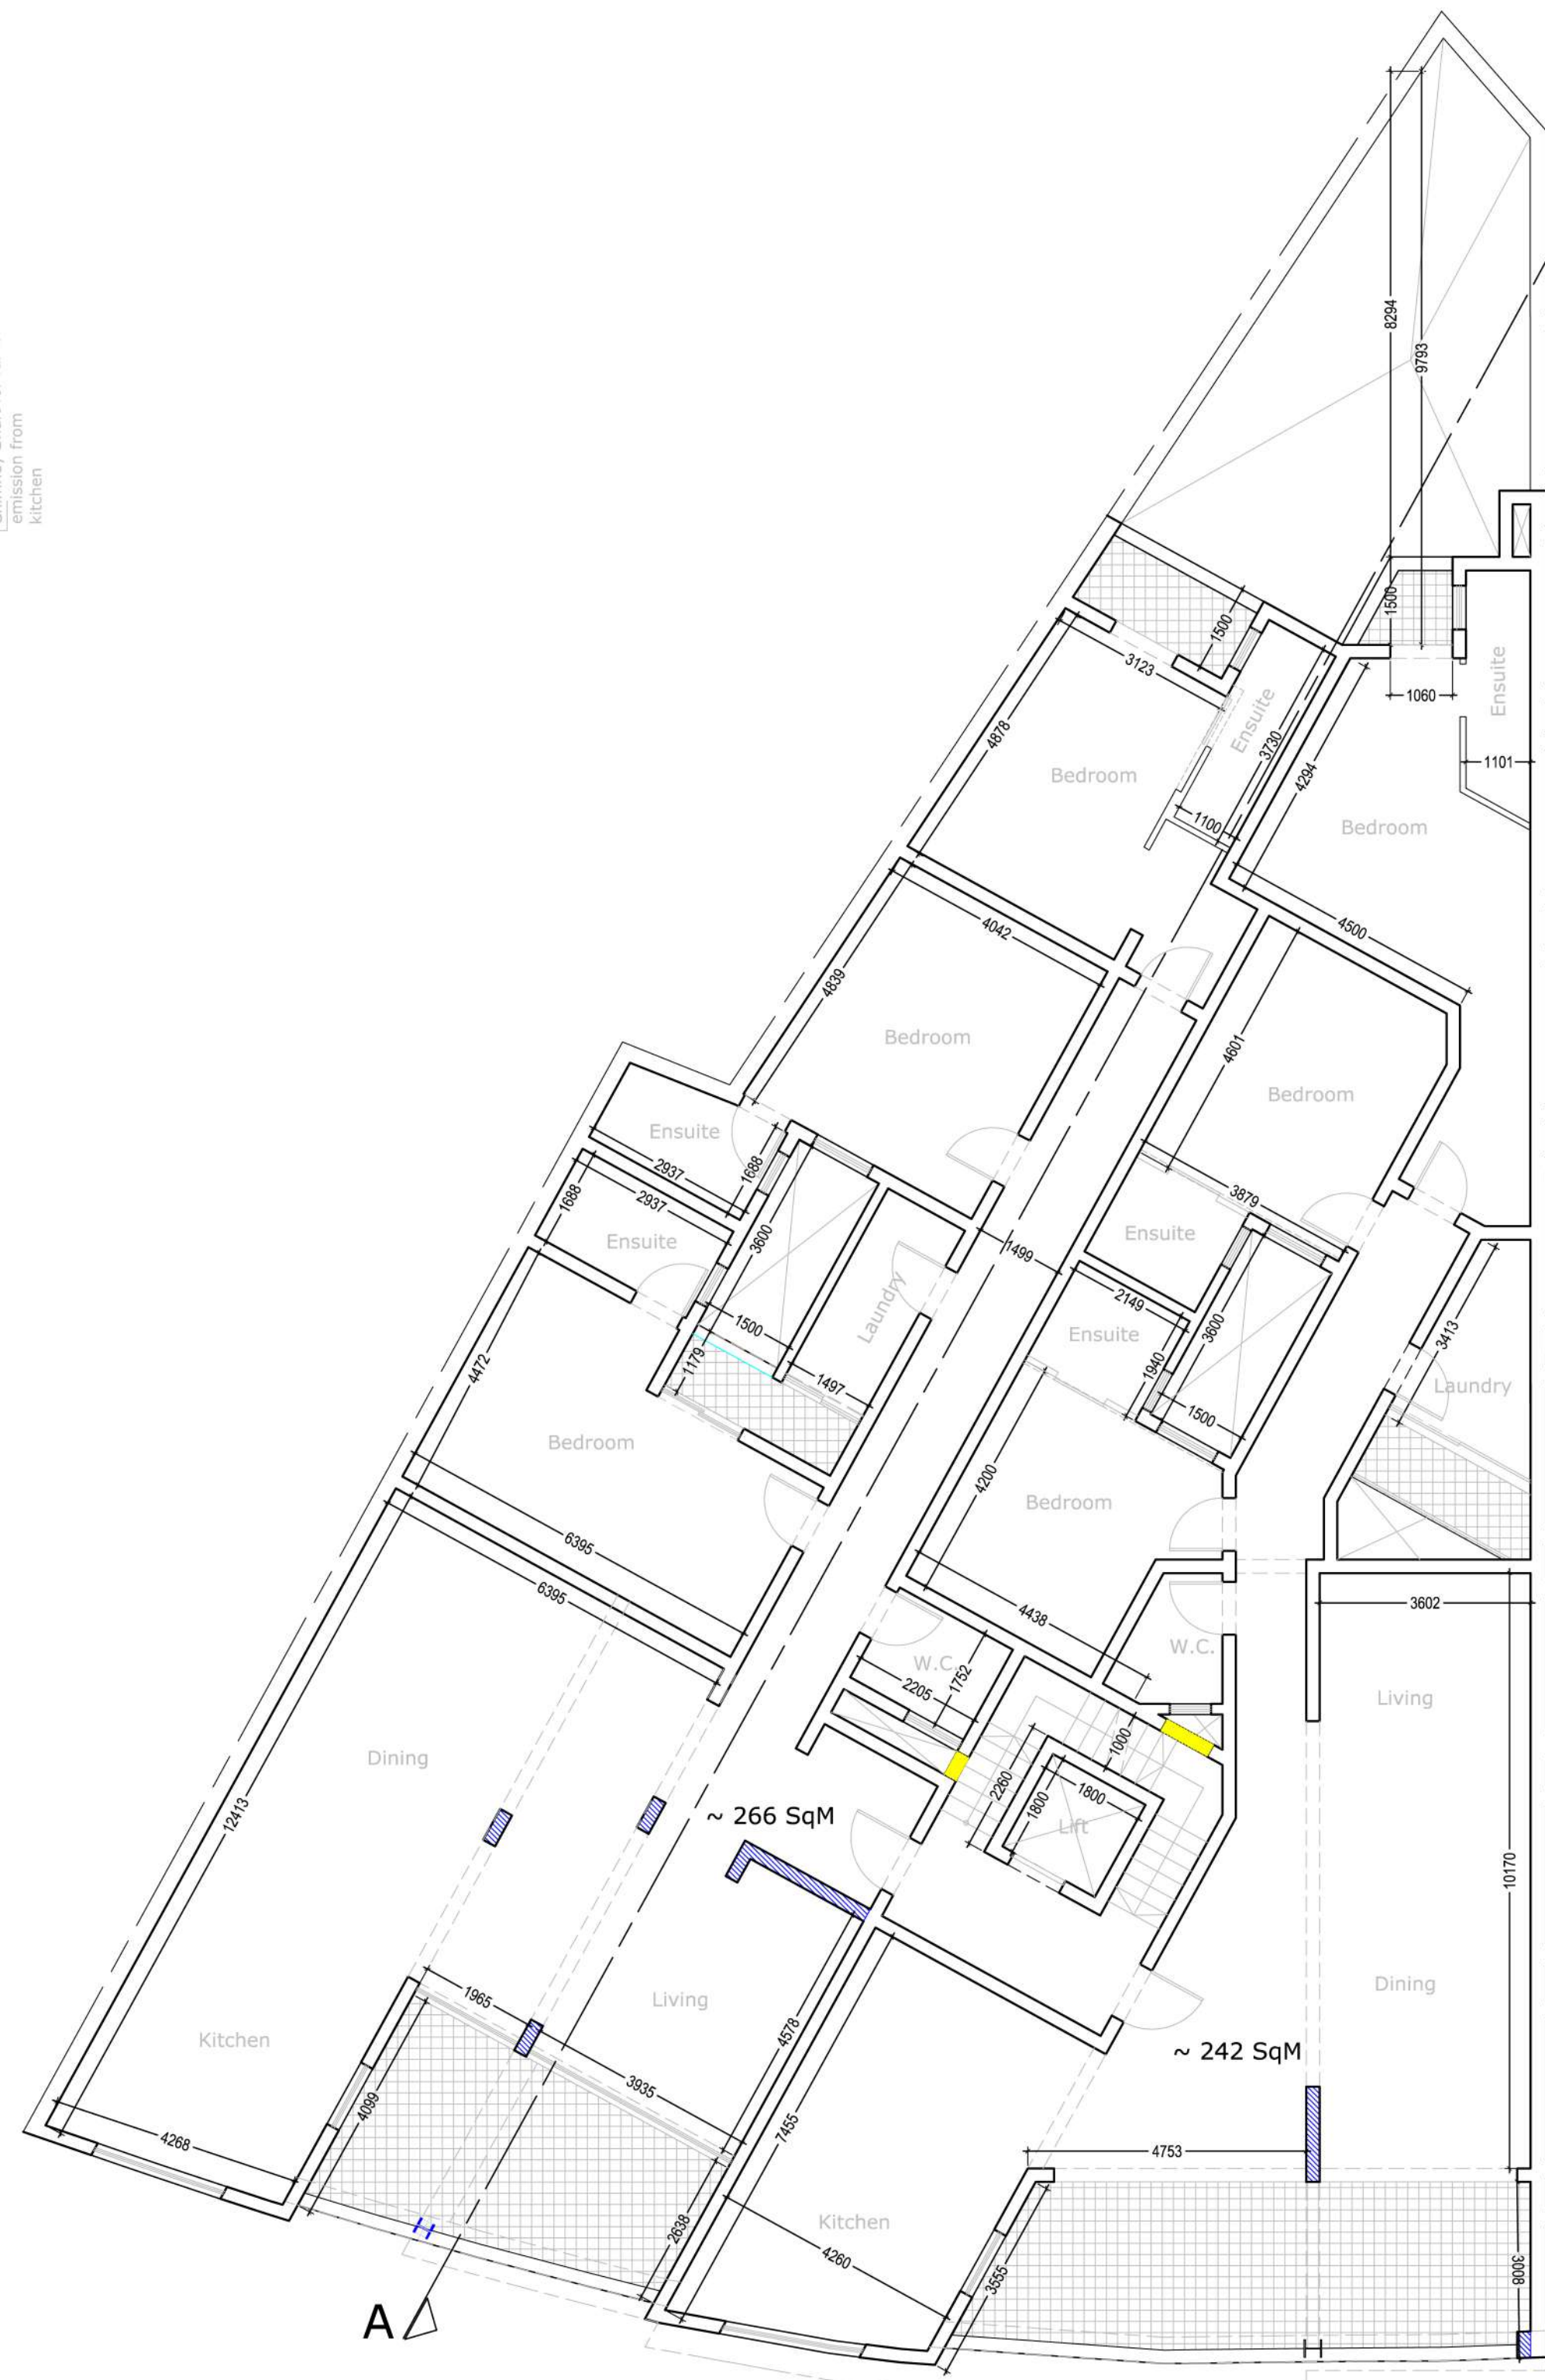 emission from
kitchen
8294
9793
1500
1500
3123
1060
Ensuite
Ensuite
4878
3730
4294
1101
Bedroom
1100
Bedroom
4042
4500
4839
4601
Bedroom
Bedroom
Ensuite
2937
1688
1688
2937
3879
Ensuite
3600
1499
Ensuite
2149
Laundry
1500
Ensuite
3600
1940
3413
1179
4472
1497
Laundry
1500
Bedroom
4200
Bedroom
6395
6395
4438
3602
W.C.
W.C.
1752
2205
Living
1000
Dining
2260
1800
1800
~ 266 SqM
Lift
12413
10170
1965
Living
Dining
4578
Kitchen
~ 242 SqM
3935
4099
7455
4268
4753
2638
Kitchen
4260
3555
3008
A